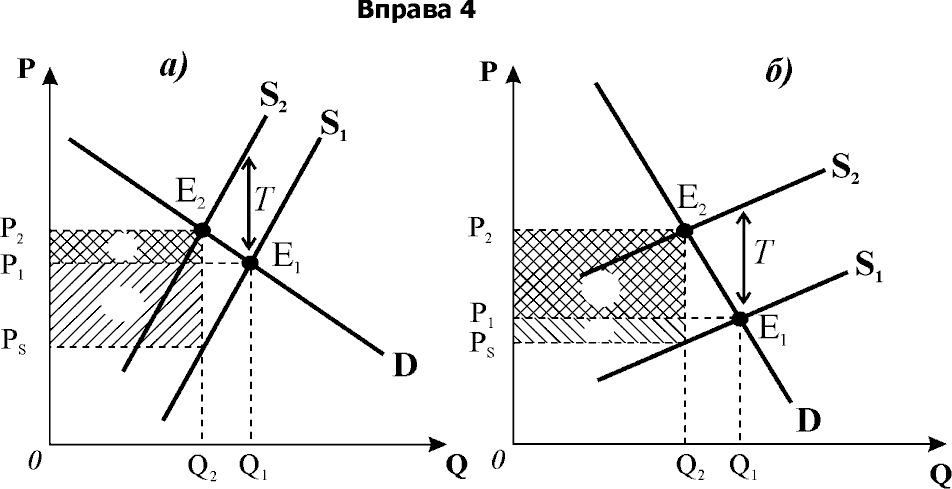 Вправа 4
а)
P
S₂
S₁
E₂
T
P₂
P₁
E₁
Pₛ
D
0
Q₂
Q₁
Q
б)
P
S₂
E₂
P₂
T
S₁
P₁
E₁
Pₛ
D
0
Q₂
Q₁
Q